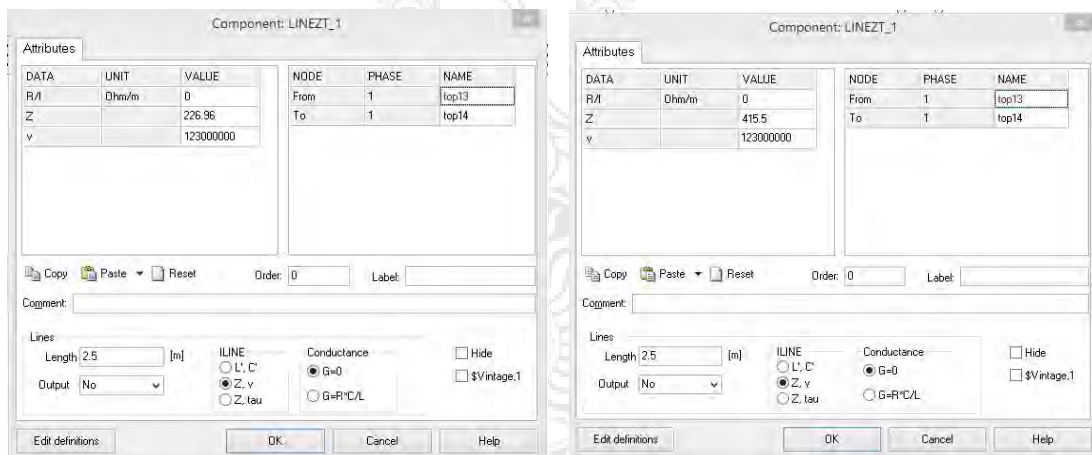 Component: LINEZT_1
Attributes
DATA UNIT VALUE
R/l Ohm/m 0
Z 226.96
v 123000000
NODE PHASE NAME
From 1 top13
To 1 top14
Copy Paste Reset Order: 0 Label:
Comment:
Lines
Length 2.5 [m]
Output No
ILINE
L', C'
Z, v
Z, tau
Conductance
G=0
G=R*C/L
Hide
$Vintage,1
Edit definitions OK Cancel Help
Component: LINEZT_1
Attributes
DATA UNIT VALUE
R/l Ohm/m 0
Z 415.5
v 123000000
NODE PHASE NAME
From 1 top13
To 1 top14
Copy Paste Reset Order: 0 Label:
Comment:
Lines
Length 2.5 [m]
Output No
ILINE
L', C'
Z, v
Z, tau
Conductance
G=0
G=R*C/L
Hide
$Vintage,1
Edit definitions OK Cancel Help